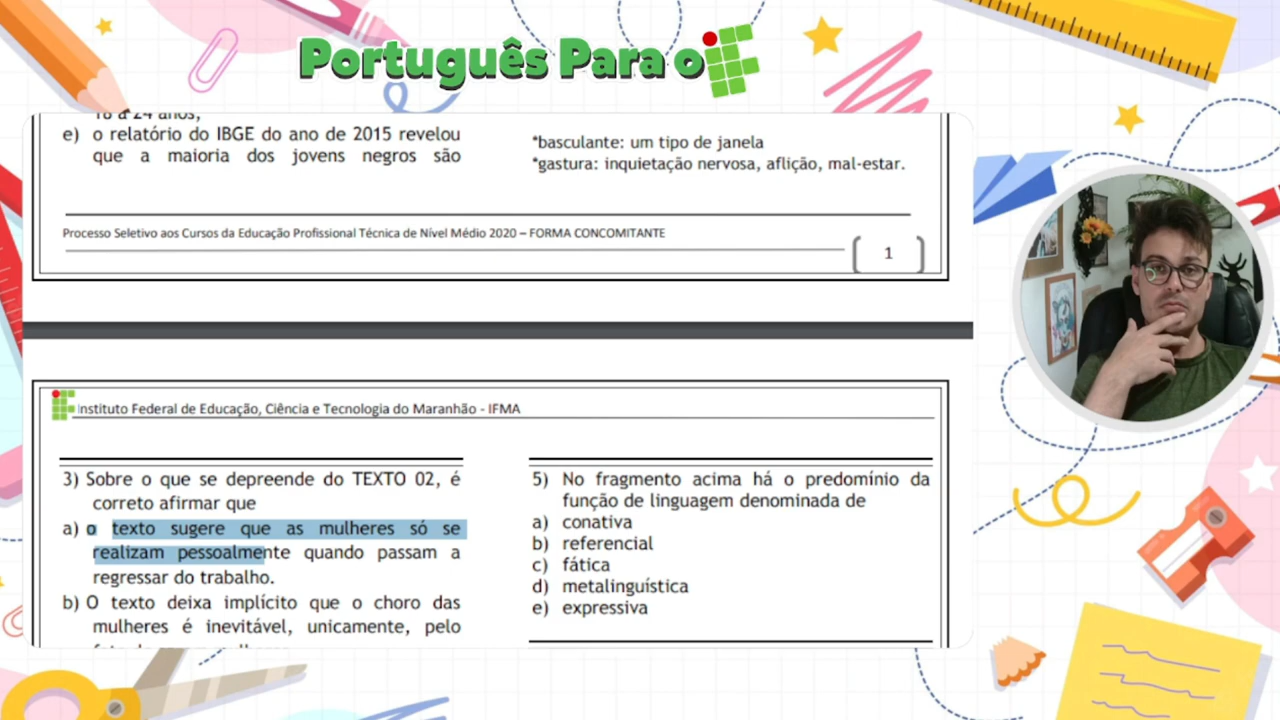 Português Para o
18 a 24 anos;
e) o relatório do IBGE do ano de 2015 revelou
que a maioria dos jovens negros são
*basculante: um tipo de janela
*gastura: inquietação nervosa, aflição, mal-estar.
Processo Seletivo aos Cursos da Educação Profissional Técnica de Nível Médio 2020 – FORMA CONCOMITANTE
1
Instituto Federal de Educação, Ciência e Tecnologia do Maranhão - IFMA
3) Sobre o que se depreende do TEXTO 02, é
correto afirmar que
a) o texto sugere que as mulheres só se
realizam pessoalmente quando passam a
regressar do trabalho.
b) O texto deixa implícito que o choro das
mulheres é inevitável, unicamente, pelo
5) No fragmento acima há o predomínio da
função de linguagem denominada de
a) conativa
b) referencial
c) fática
d) metalinguística
e) expressiva